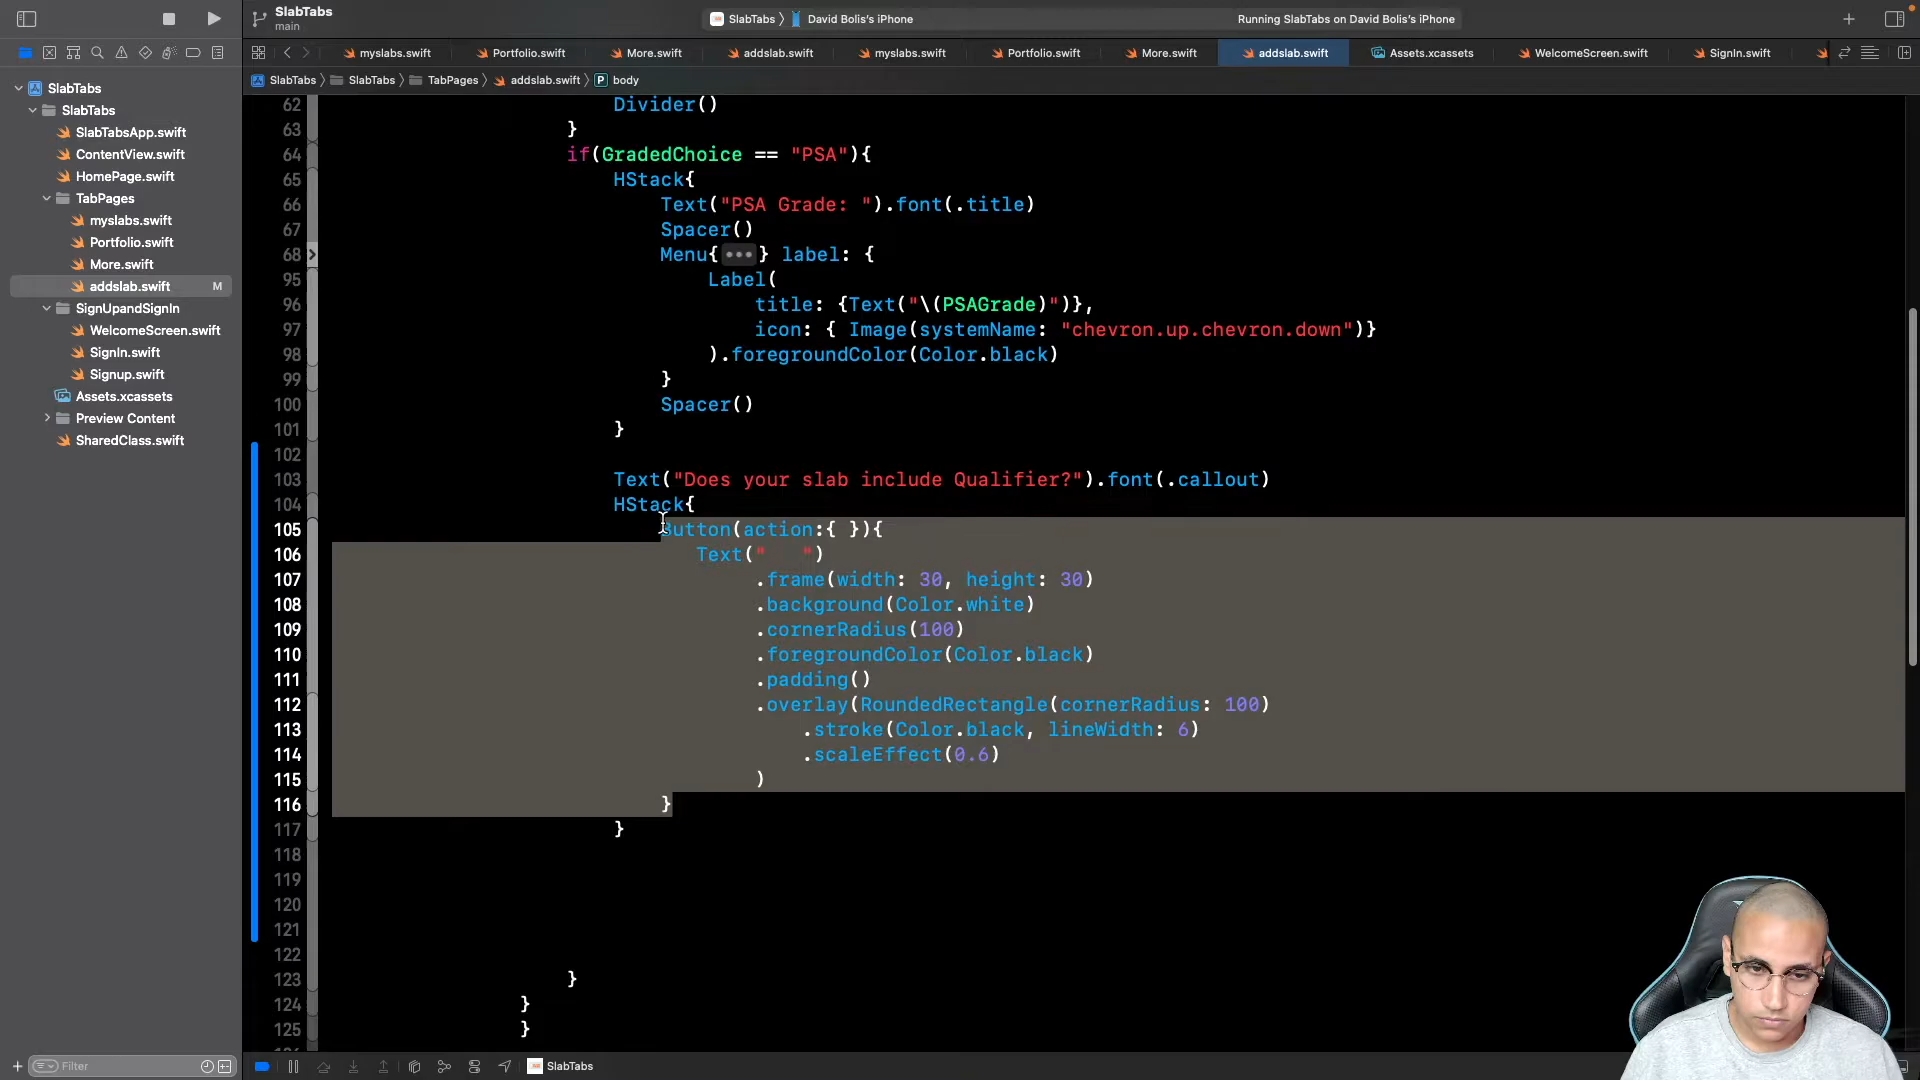 SlabTabs
main
SlabTabs
David Bolis's iPhone
Running SlabTabs on David Bolis's iPhone
myslabs.swift
Portfolio.swift
More.swift
addslab.swift
myslabs.swift
Portfolio.swift
More.swift
addslab.swift
Assets.xcassets
WelcomeScreen.swift
SignIn.swift
SlabTabs
SlabTabs
TabPages
addslab.swift
P body
SlabTabs
SlabTabs
SlabTabsApp.swift
ContentView.swift
HomePage.swift
TabPages
myslabs.swift
Portfolio.swift
More.swift
addslab.swift M
SignUpandSignIn
WelcomeScreen.swift
SignIn.swift
Signup.swift
Assets.xcassets
Preview Content
SharedClass.swift
62 Divider()
63 }
64 if(GradedChoice == "PSA"){
65 HStack{
66 Text("PSA Grade: ").font(.title)
67 Spacer()
68 Menu{•••} label: {
95 Label(
96 title: {Text("\(PSAGrade)")},
97 icon: { Image(systemName: "chevron.up.chevron.down")}
98 ).foregroundColor(Color.black)
99 }
100 Spacer()
101 }
102
103 Text("Does your slab include Qualifier?").font(.callout)
104 HStack{
105 Button(action:{ }){
106 Text("   ")
107 .frame(width: 30, height: 30)
108 .background(Color.white)
109 .cornerRadius(100)
110 .foregroundColor(Color.black)
111 .padding()
112 .overlay(RoundedRectangle(cornerRadius: 100)
113 .stroke(Color.black, lineWidth: 6)
114 .scaleEffect(0.6)
115 )
116 }
117 }
118
119
120
121
122
123 }
124 }
125 }
Filter
SlabTabs